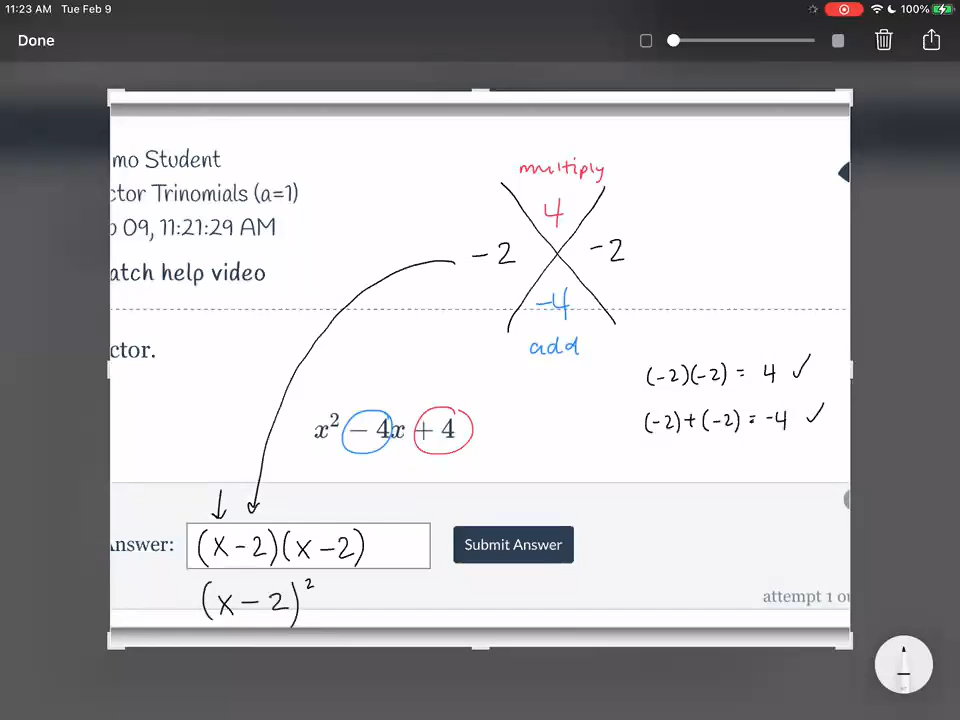 11:23 AM Tue Feb 9
100%
Done
mo Student
ctor Trinomials (a=1)
09, 11:21:29 AM
atch help video
multiply
4
-2 -2
-4
add
ctor.
(-2)(-2) = 4 ✓
(-2)+(-2) = -4 ✓
x² - 4x + 4
Answer: (x-2)(x-2) Submit Answer
(x-2)²
attempt 1 ou